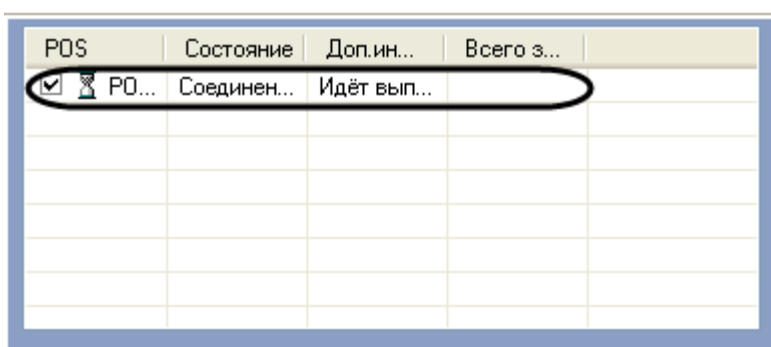 POS Состояние Доп.ин... Всего з...
PO... Соединен... Идёт вып...